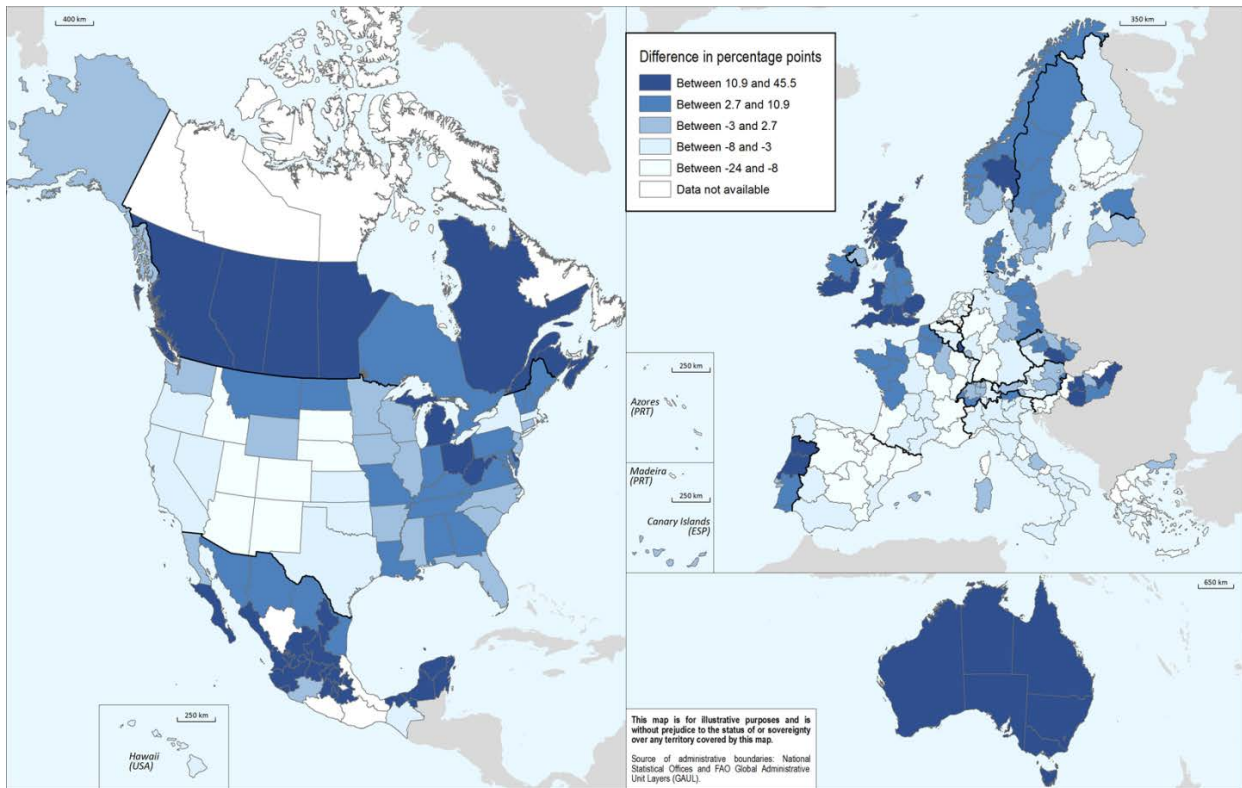 400 km
350 km
Difference in percentage points
Between 10.9 and 45.5
Between 2.7 and 10.9
Between -3 and 2.7
Between -8 and -3
Between -24 and -8
Data not available
250 km
Azores
(PRT)
Madeira
(PRT)
250 km
Canary Islands
(ESP)
650 km
250 km
Hawaii
(USA)
This map is for illustrative purposes and is
without prejudice to the status of or sovereignty
over any territory covered by this map.
Source of administrative boundaries: National
Statistical Offices and FAO Global Administrative
Unit Layers (GAUL).